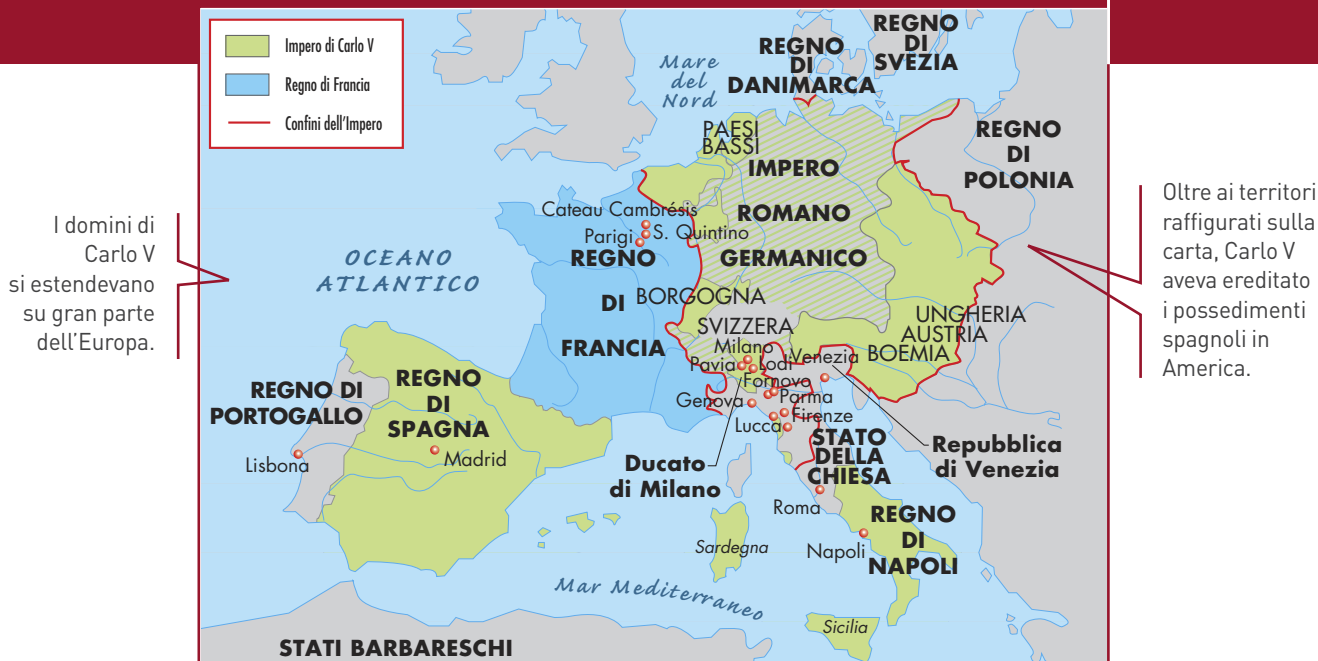 Impero di Carlo V
Regno di Francia
Confini dell'Impero
I domini di
Carlo V
si estendevano
su gran parte
dell'Europa.
Oltre ai territori
raffigurati sulla
carta, Carlo V
aveva ereditato
i possedimenti
spagnoli in
America.
Mare
del
Nord
REGNO
DI
DANIMARCA
REGNO
DI
SVEZIA
REGNO
DI
POLONIA
PAESI
BASSI
IMPERO
ROMANO
GERMANICO
Cateau Cambrésis
S. Quintino
Parigi
OCEANO
ATLANTICO
REGNO
DI
FRANCIA
BORGOGNA
SVIZZERA
UNGHERIA
AUSTRIA
BOEMIA
Milano
Pavia
Lodi
Venezia
Fornovo
Genova
Parma
Firenze
Lucca
REGNO DI
PORTOGALLO
Lisbona
REGNO
DI
SPAGNA
Madrid
Ducato
di Milano
STATO
DELLA
CHIESA
Repubblica
di Venezia
Roma
REGNO
DI
NAPOLI
Napoli
Sardegna
Mar Mediterraneo
Sicilia
STATI BARBARESCHI